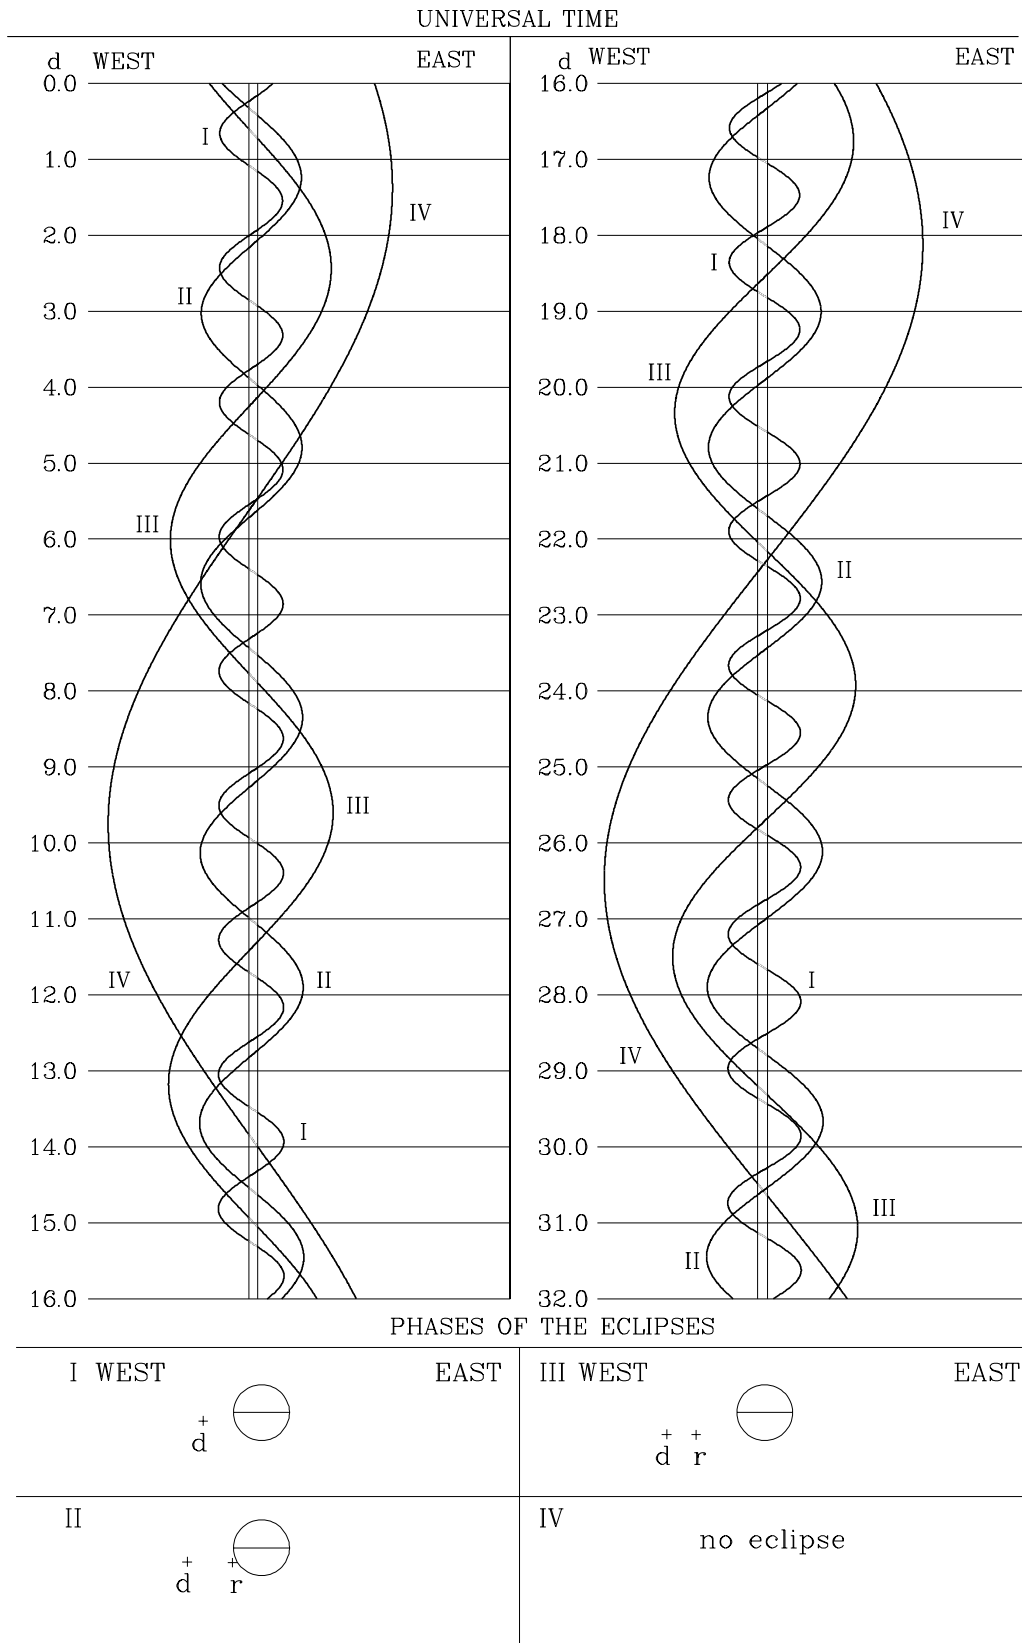 UNIVERSAL TIME
d WEST EAST
0.0
I
1.0
IV
2.0
II
3.0
4.0
5.0
III
6.0
7.0
8.0
9.0
III
10.0
11.0
IV II
12.0
13.0
I
14.0
15.0
16.0
d WEST EAST
16.0
17.0
IV
18.0
I
19.0
III
20.0
21.0
22.0
II
23.0
24.0
25.0
26.0
27.0
I
28.0
IV
29.0
30.0
III
31.0
II
32.0
PHASES OF THE ECLIPSES
I WEST EAST
+
d
III WEST EAST
+ +
d r
II
+ +
d r
IV
no eclipse